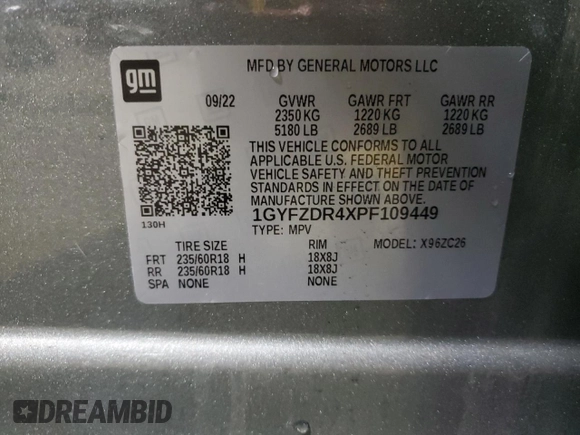 gm
MFD BY GENERAL MOTORS LLC
09/22 GVWR GAWR FRT GAWR RR
2350 KG 1220 KG 1220 KG
5180 LB 2689 LB 2689 LB
THIS VEHICLE CONFORMS TO ALL
APPLICABLE U.S. FEDERAL MOTOR
VEHICLE SAFETY AND THEFT PREVENTION
STANDARDS IN EFFECT ON THE DATE OF
MANUFACTURE SHOWN ABOVE.
1GYFZDR4XPF109449
130H
TYPE: MPV MODEL: X96ZC26
TIRE SIZE RIM
FRT 235/60R18 H 18X8J
RR 235/60R18 H 18X8J
SPA NONE NONE
DREAMBID